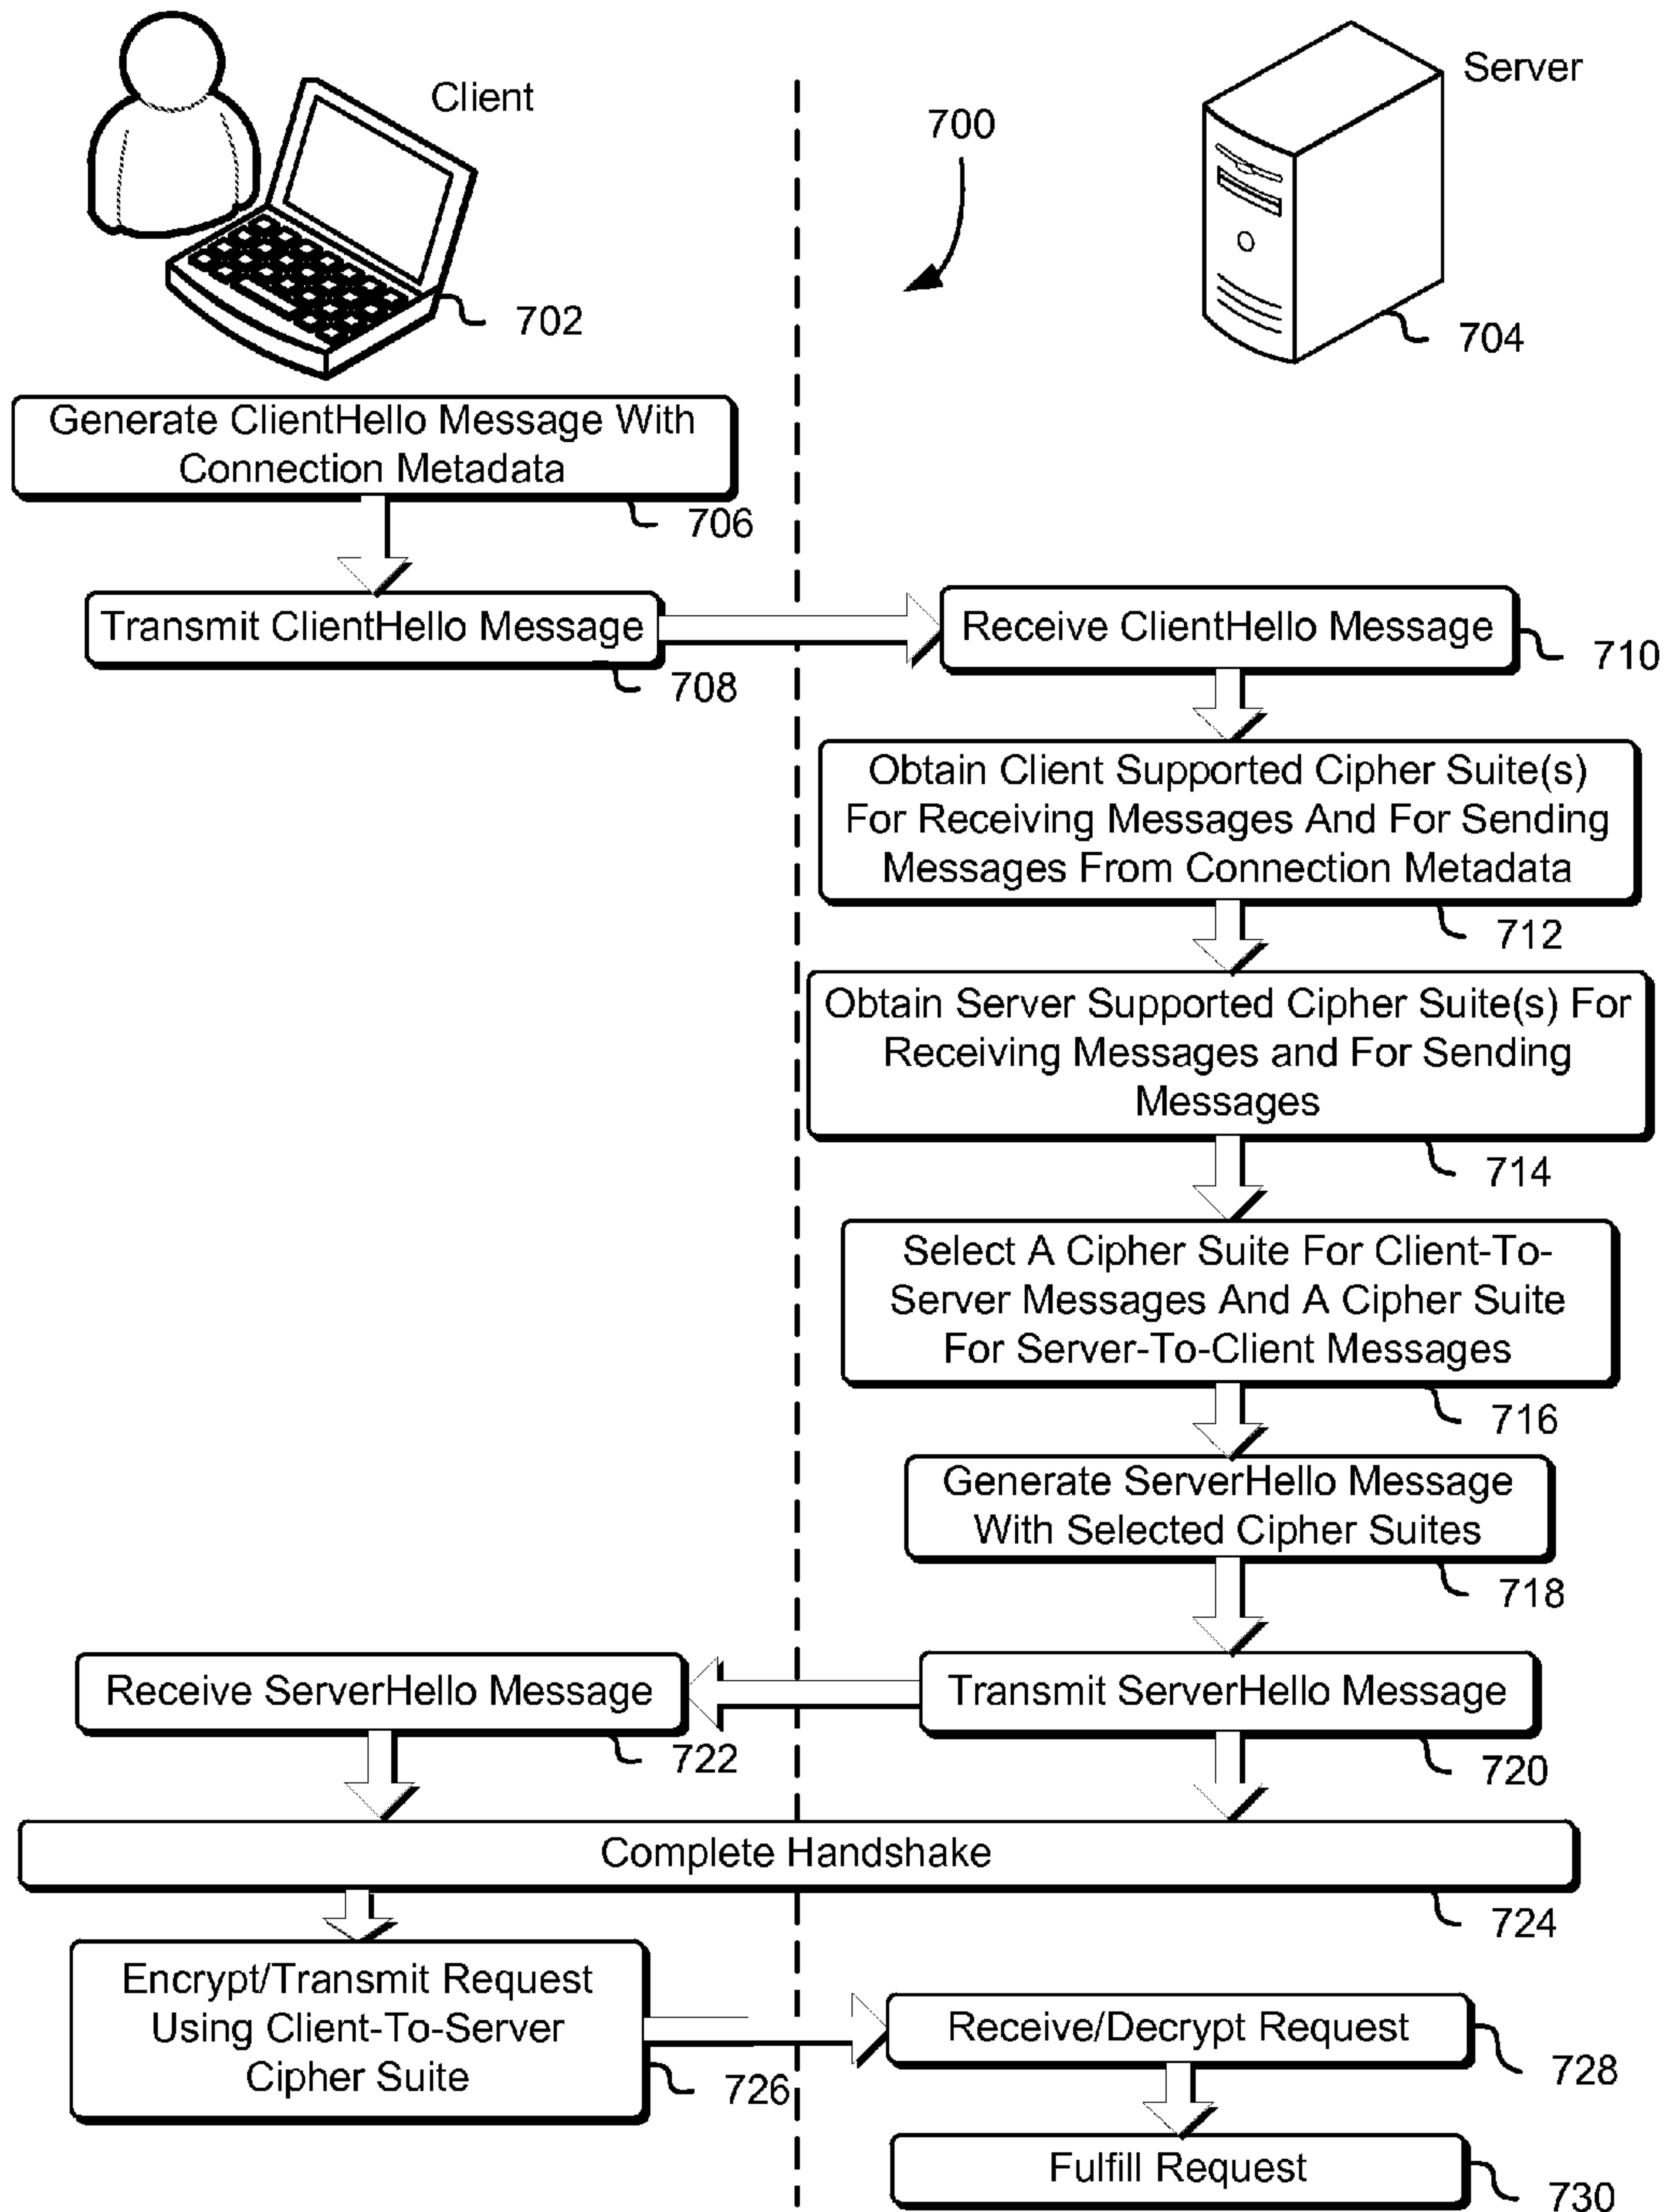 Client
Server
700
702
704
Generate ClientHello Message With
Connection Metadata
706
Transmit ClientHello Message
708
Receive ClientHello Message
710
Obtain Client Supported Cipher Suite(s)
For Receiving Messages And For Sending
Messages From Connection Metadata
712
Obtain Server Supported Cipher Suite(s) For
Receiving Messages and For Sending
Messages
714
Select A Cipher Suite For Client-To-
Server Messages And A Cipher Suite
For Server-To-Client Messages
716
Generate ServerHello Message
With Selected Cipher Suites
718
Transmit ServerHello Message
720
Receive ServerHello Message
722
Complete Handshake
724
Encrypt/Transmit Request
Using Client-To-Server
Cipher Suite
726
Receive/Decrypt Request
728
Fulfill Request
730